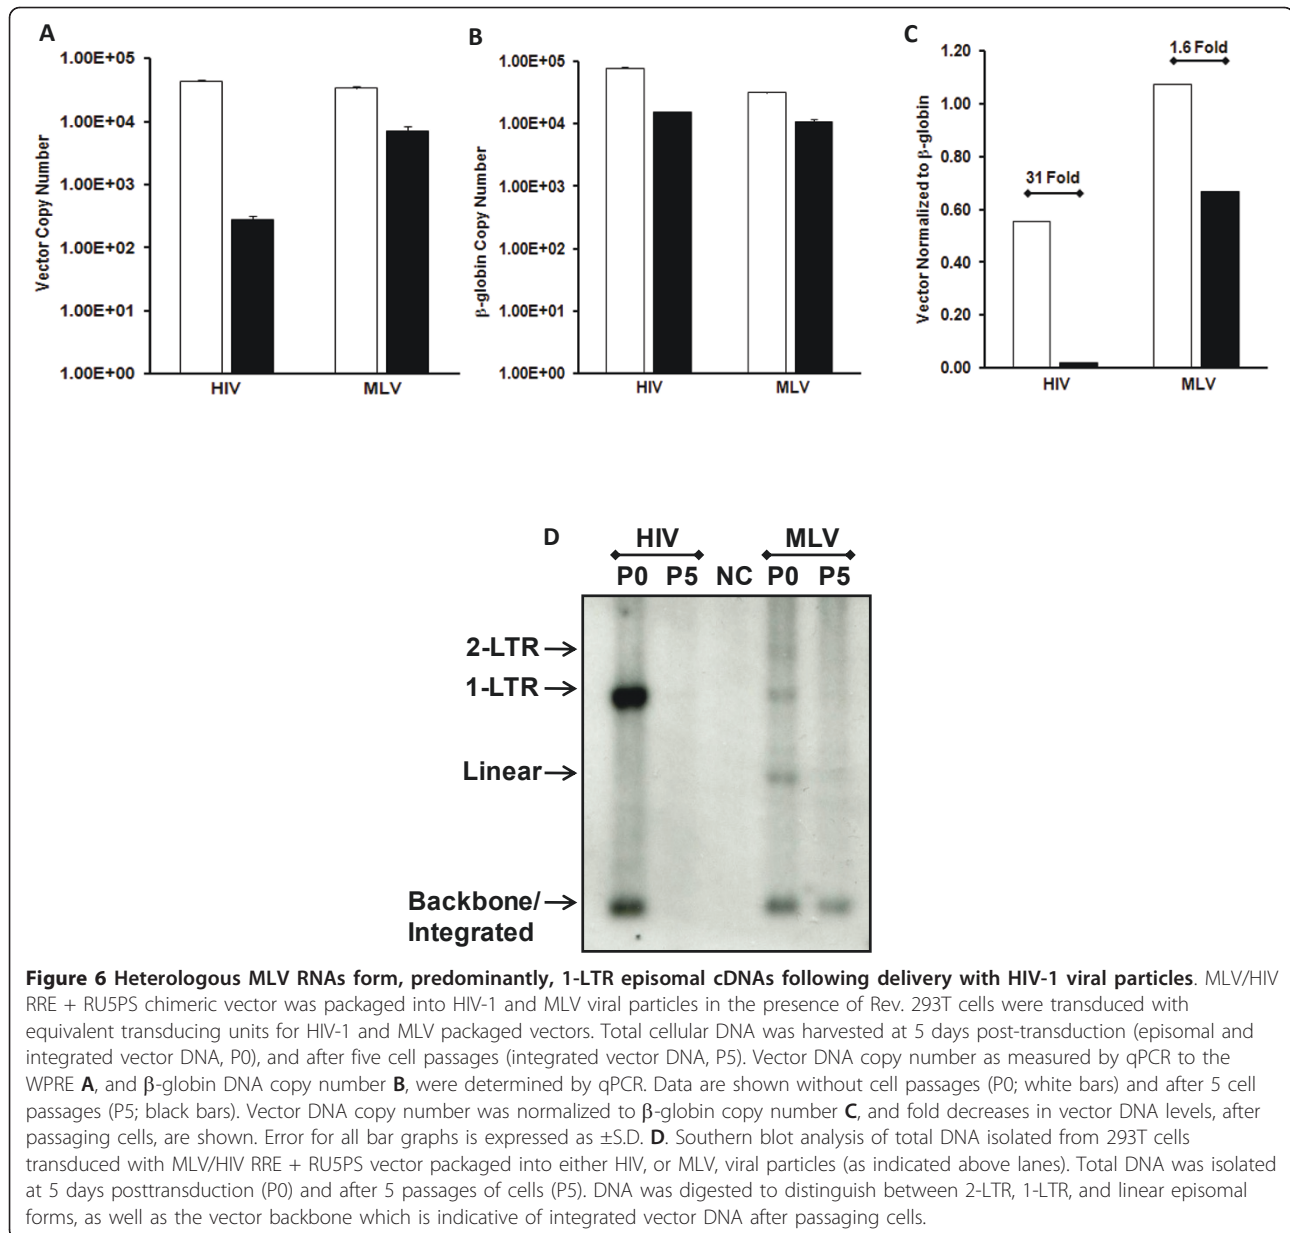 A
1.00E+05
1.00E+04
1.00E+03
1.00E+02
1.00E+01
1.00E+00
Vector Copy Number
HIV
MLV
B
1.00E+05
1.00E+04
1.00E+03
1.00E+02
1.00E+01
1.00E+00
β-globin Copy Number
HIV
MLV
C
1.20
1.00
0.80
0.60
0.40
0.20
0.00
Vector Normalized to β-globin
31 Fold
1.6 Fold
HIV
MLV
D
HIV
MLV
P0 P5 NC P0 P5
2-LTR
1-LTR
Linear
Backbone/
Integrated
Figure 6 Heterologous MLV RNAs form, predominantly, 1-LTR episomal cDNAs following delivery with HIV-1 viral particles. MLV/HIV
RRE + RU5PS chimeric vector was packaged into HIV-1 and MLV viral particles in the presence of Rev. 293T cells were transduced with
equivalent transducing units for HIV-1 and MLV packaged vectors. Total cellular DNA was harvested at 5 days post-transduction (episomal and
integrated vector DNA, P0), and after five cell passages (integrated vector DNA, P5). Vector DNA copy number as measured by qPCR to the
WPRE A, and β-globin DNA copy number B, were determined by qPCR. Data are shown without cell passages (P0; white bars) and after 5 cell
passages (P5; black bars). Vector DNA copy number was normalized to β-globin copy number C, and fold decreases in vector DNA levels, after
passaging cells, are shown. Error for all bar graphs is expressed as ±S.D. D. Southern blot analysis of total DNA isolated from 293T cells
transduced with MLV/HIV RRE + RU5PS vector packaged into either HIV, or MLV, viral particles (as indicated above lanes). Total DNA was isolated
at 5 days posttransduction (P0) and after 5 passages of cells (P5). DNA was digested to distinguish between 2-LTR, 1-LTR, and linear episomal
forms, as well as the vector backbone which is indicative of integrated vector DNA after passaging cells.